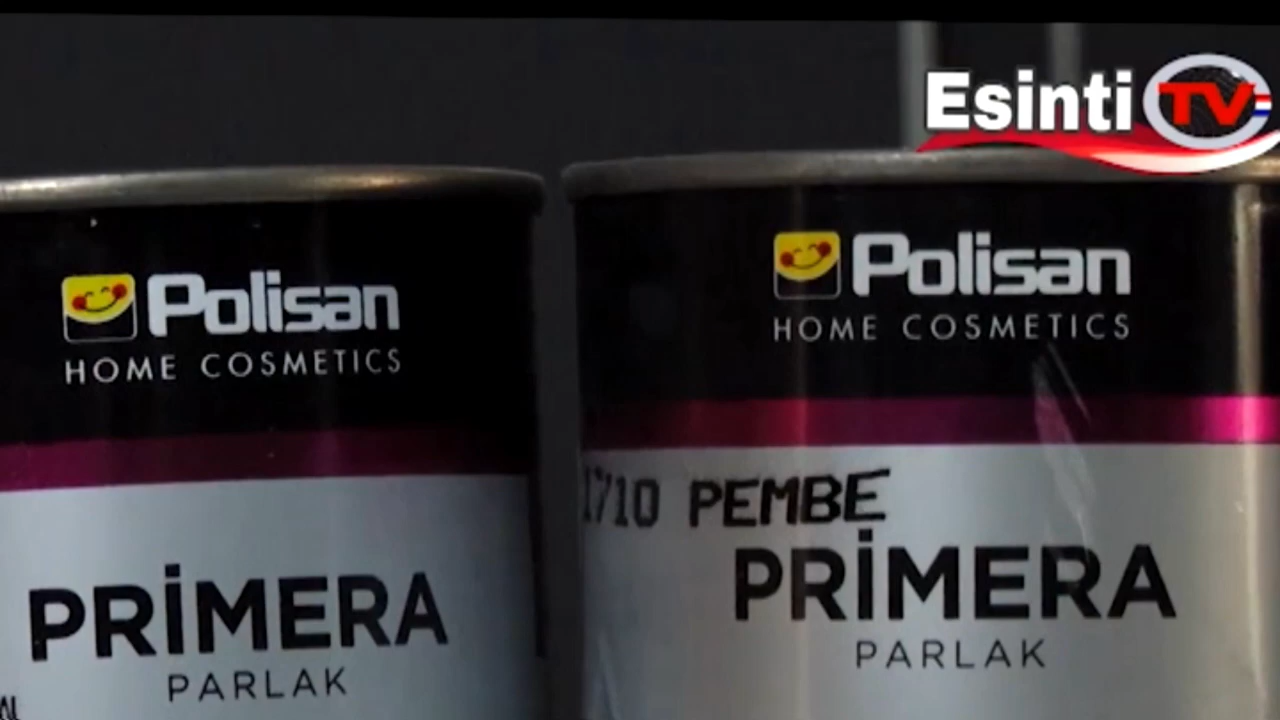 Esinti TV
Polisan
HOME COSMETICS
PRİMERA
PARLAK
Polisan
HOME COSMETICS
1710 PEMBE
PRİMERA
PARLAK